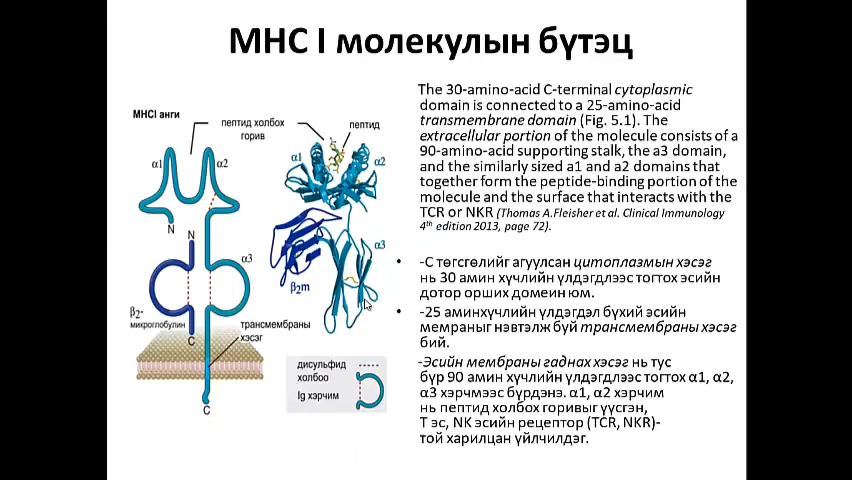 MHC I молекулын бүтэц
The 30-amino-acid C-terminal cytoplasmic
domain is connected to a 25-amino-acid
transmembrane domain (Fig. 5.1). The
extracellular portion of the molecule consists of a
90-amino-acid supporting stalk, the a3 domain,
and the similarly sized a1 and a2 domains that
together form the peptide-binding portion of the
molecule and the surface that interacts with the
TCR or NKR (Thomas A.Fleisher et al. Clinical Immunology
4th edition 2013, page 72).
• -С төгсгөлийг агуулсан цитоплазмын хэсэг
нь 30 амин хүчлийн үлдэгдлээс тогтох эсийн
дотор орших домеин юм.
• -25 аминхүчлийн үлдэгдэл бүхий эсийн
мемраныг нэвтэлж буй трансмембраны хэсэг
бий.
-Эсийн мембраны гаднах хэсэг нь тус
бүр 90 амин хүчлийн үлдэгдлээс тогтох α1, α2,
α3 хэрчмээс бүрдэнэ. α1, α2 хэрчим
нь пептид холбох горивыг үүсгэн,
Т эс, NK эсийн рецептор (TCR, NKR)-
той харилцан үйлчилдэг.
MHCI анги
пептид холбох
горив
пептид
α1
α2
α1
α2
N
N
α3
α3
β2m
β2-
микроглобулин
C
трансмембраны
хэсэг
C
дисульфид
холбоо
Ig хэрчим